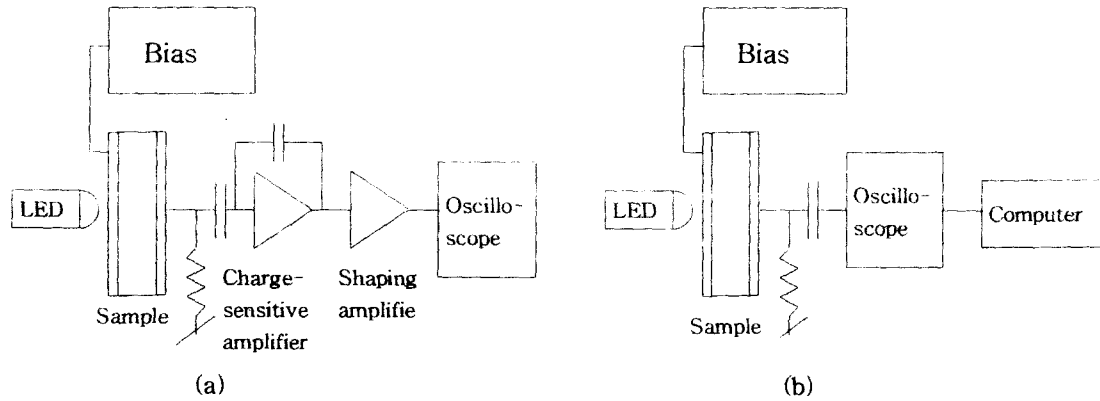 Bias
LED
Sample
Charge-
sensitive
amplifier
Shaping
amplifie
Oscillo-
scope
(a)
Bias
LED
Sample
Oscillo-
scope
Computer
(b)